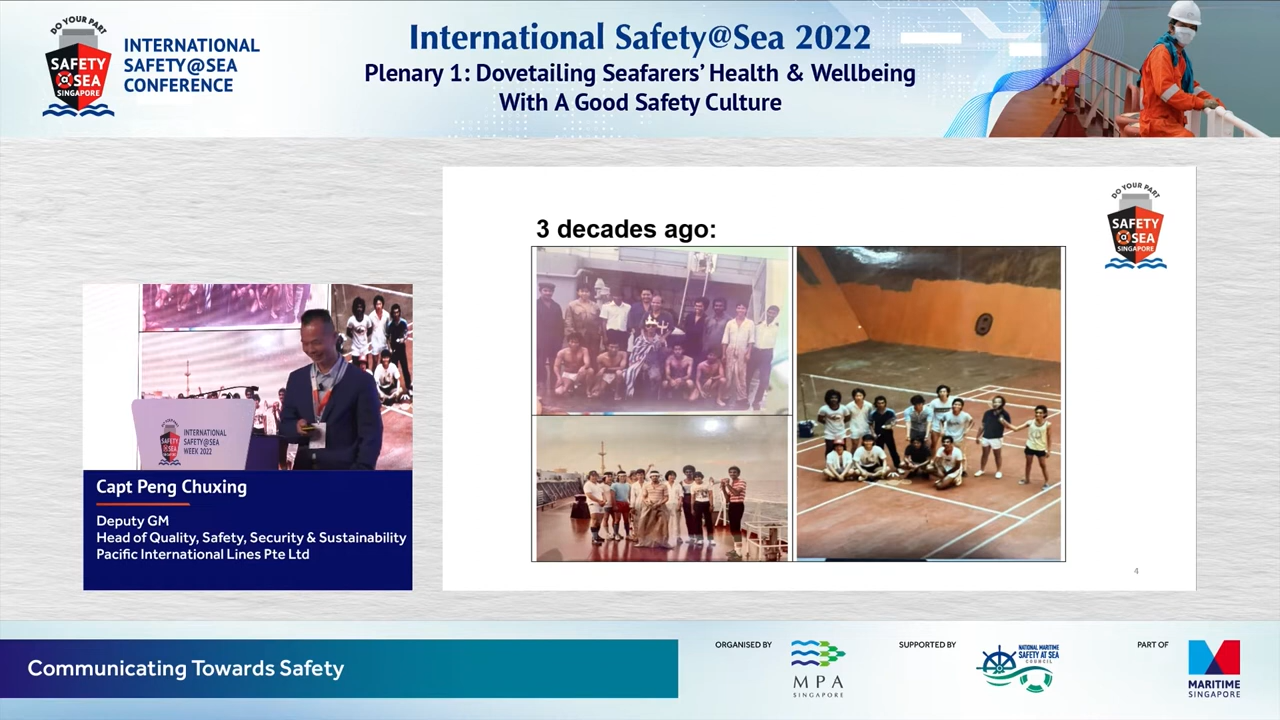 DO YOUR PART
SAFETY
@SEA
SINGAPORE
INTERNATIONAL
SAFETY@SEA
CONFERENCE
International Safety@Sea 2022
Plenary 1: Dovetailing Seafarers' Health & Wellbeing
With A Good Safety Culture
3 decades ago:
DO YOUR PART
SAFETY
@SEA
SINGAPORE
INTERNATIONAL
SAFETY@SEA
WEEK 2022
Capt Peng Chuxing
Deputy GM
Head of Quality, Safety, Security & Sustainability
Pacific International Lines Pte Ltd
4
Communicating Towards Safety
ORGANISED BY
MPA
SINGAPORE
SUPPORTED BY
NATIONAL MARITIME
SAFETY AT SEA
COUNCIL
PART OF
MARITIME
SINGAPORE